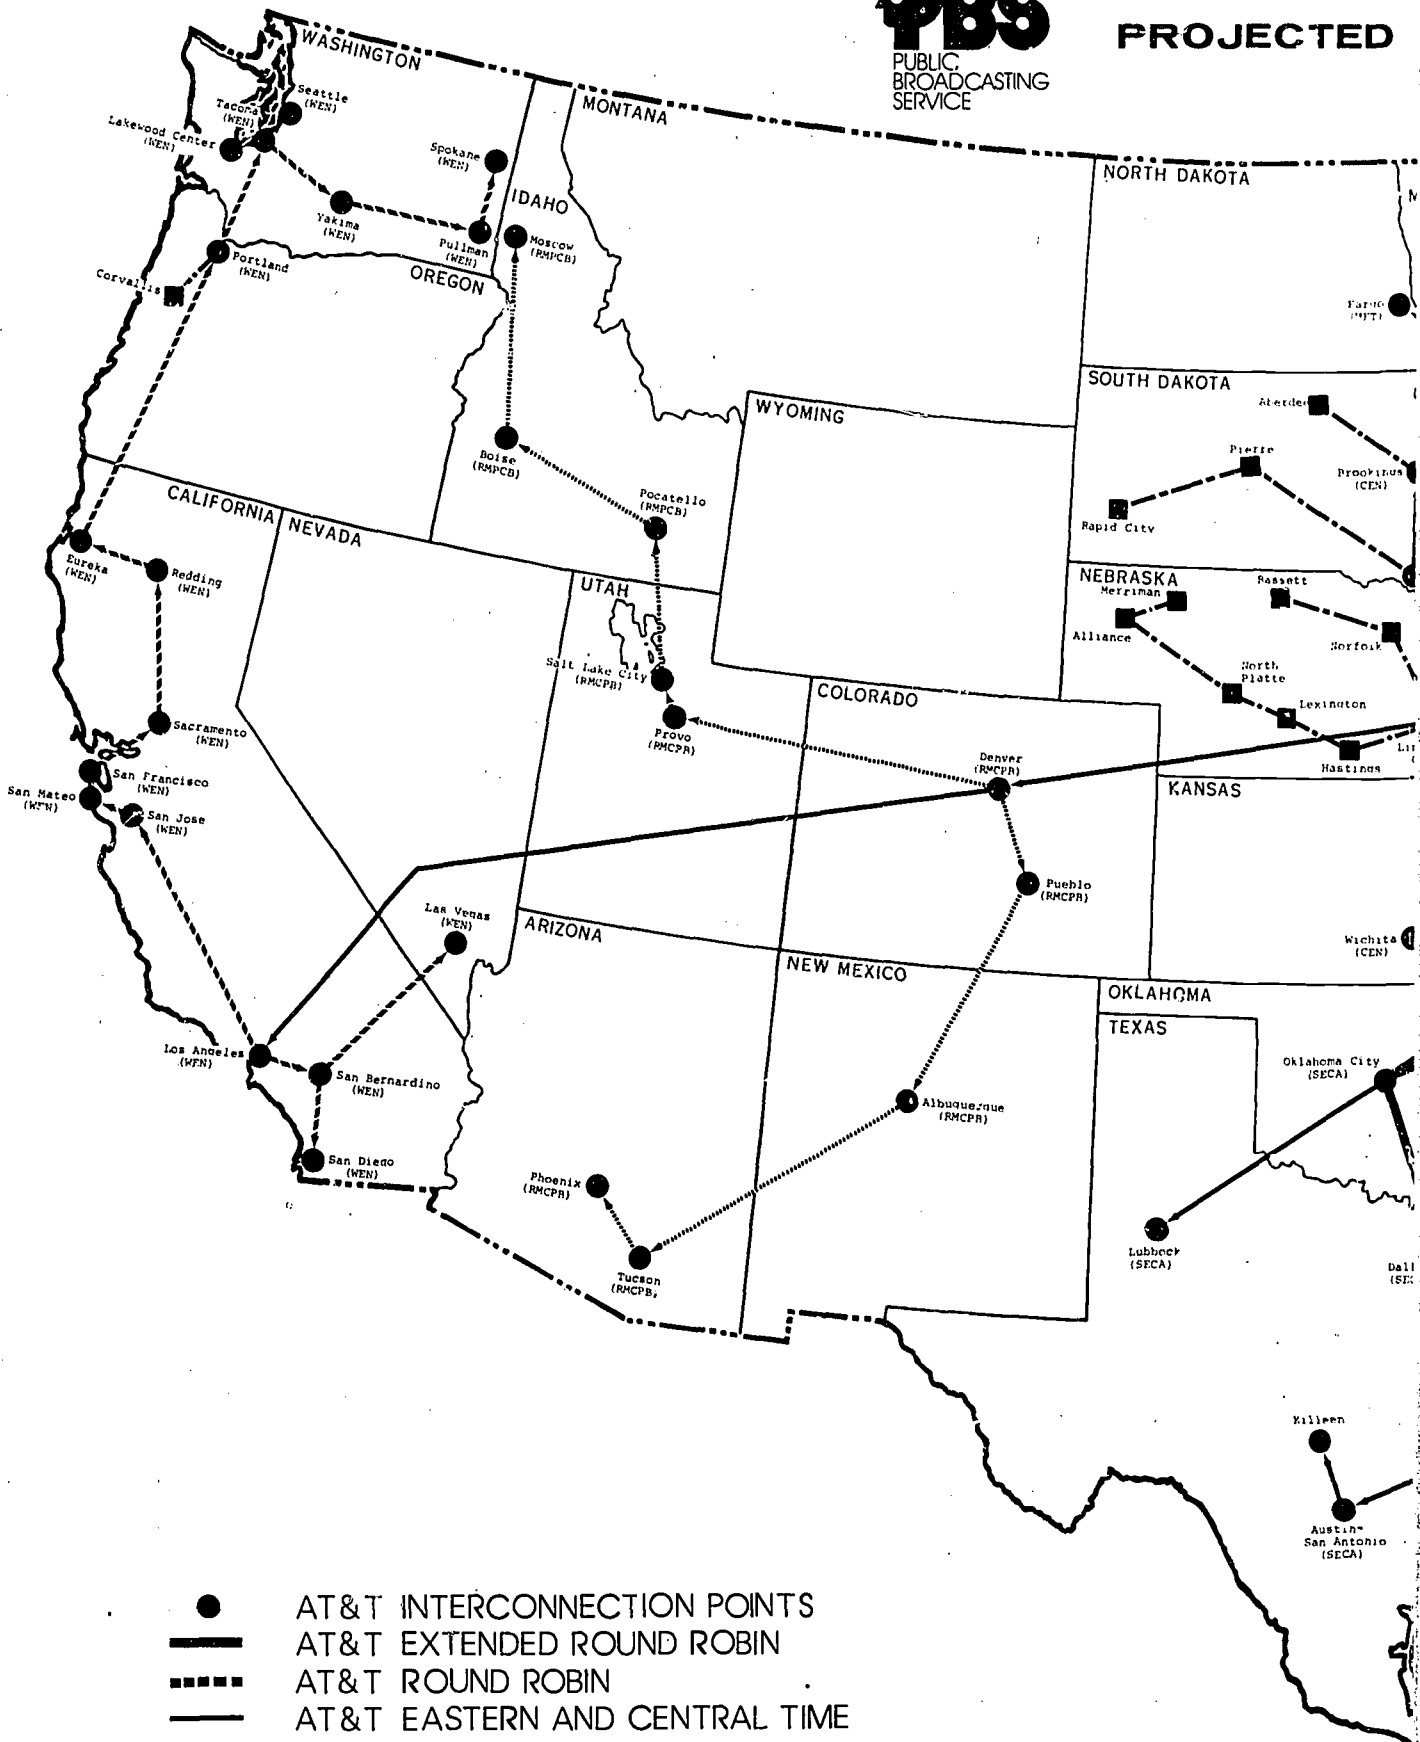 PBS
PUBLIC
BROADCASTING
SERVICE
PROJECTED
WASHINGTON
Seattle
(WEN)
Tacoma
(WEN)
Lakewood Center
(WEN)
Spokane
(WEN)
Yakima
(WEN)
Pullman
(WEN)
IDAHO
Moscow
(RMPCB)
MONTANA
NORTH DAKOTA
Fargo
Portland
(WEN)
Corvallis
OREGON
SOUTH DAKOTA
Pierre
Rapid City
Brookings
(CEN)
WYOMING
Boise
(RMPCB)
Pocatello
(RMPCB)
CALIFORNIA
NEVADA
Eureka
(WEN)
Redding
(WEN)
UTAH
NEBRASKA
Merriman
Bassett
Alliance
Norfolk
North
Platte
Lexington
Hastings
Salt Lake City
(RMCPB)
Provo
(RMCPB)
COLORADO
Denver
(RMCPB)
KANSAS
Sacramento
(WEN)
San Francisco
(WEN)
San Mateo
(WEN)
San Jose
(WEN)
Pueblo
(RMCPB)
Las Vegas
(WEN)
ARIZONA
NEW MEXICO
Wichita
(CEN)
OKLAHOMA
TEXAS
Los Angeles
(WEN)
San Bernardino
(WEN)
Oklahoma City
(SECA)
Albuquerque
(RMCPB)
San Diego
(WEN)
Phoenix
(RMCPB)
Tucson
(RMCPB)
Lubbock
(SECA)
Killeen
Austin-
San Antonio
(SECA)
AT&T INTERCONNECTION POINTS
AT&T EXTENDED ROUND ROBIN
AT&T ROUND ROBIN
AT&T EASTERN AND CENTRAL TIME